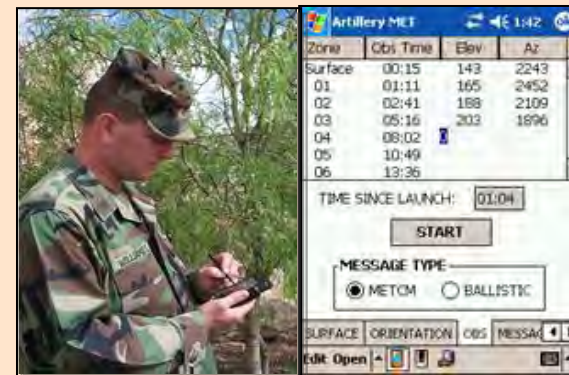 Artillery MET 1:42
Zone Obs Time Elev Az
Surface 00:15 143 2243
01 01:11 165 2452
02 02:41 188 2109
03 05:16 203 1896
04 08:02 0
05 10:49
06 13:36
TIME SINCE LAUNCH: 01:04
START
MESSAGE TYPE
METCM BALLISTIC
SURFACE ORIENTATION OBS MESSAG
Edit Open